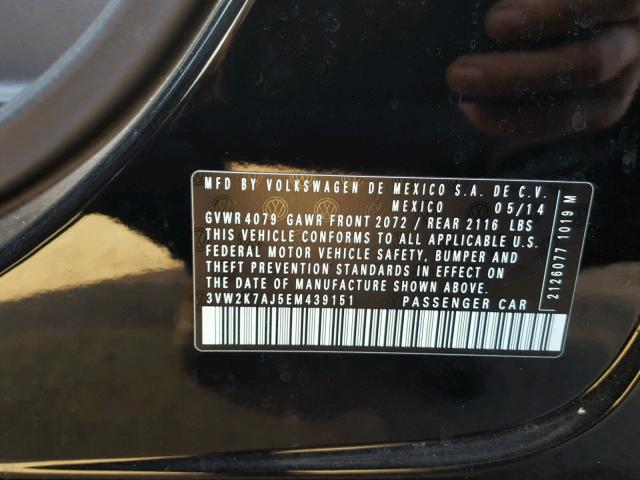 MFD BY VOLKSWAGEN DE MEXICO S.A. DE C.V.
MEXICO 05/14
GVWR 4079 GAWR FRONT 2072 / REAR 2116 LBS
THIS VEHICLE CONFORMS TO ALL APPLICABLE U.S.
FEDERAL MOTOR VEHICLE SAFETY, BUMPER AND
THEFT PREVENTION STANDARDS IN EFFECT ON
THE DATE OF MANUFACTURE SHOWN ABOVE.
3VW2K7AJ5EM439151 PASSENGER CAR
21260771 1019 M